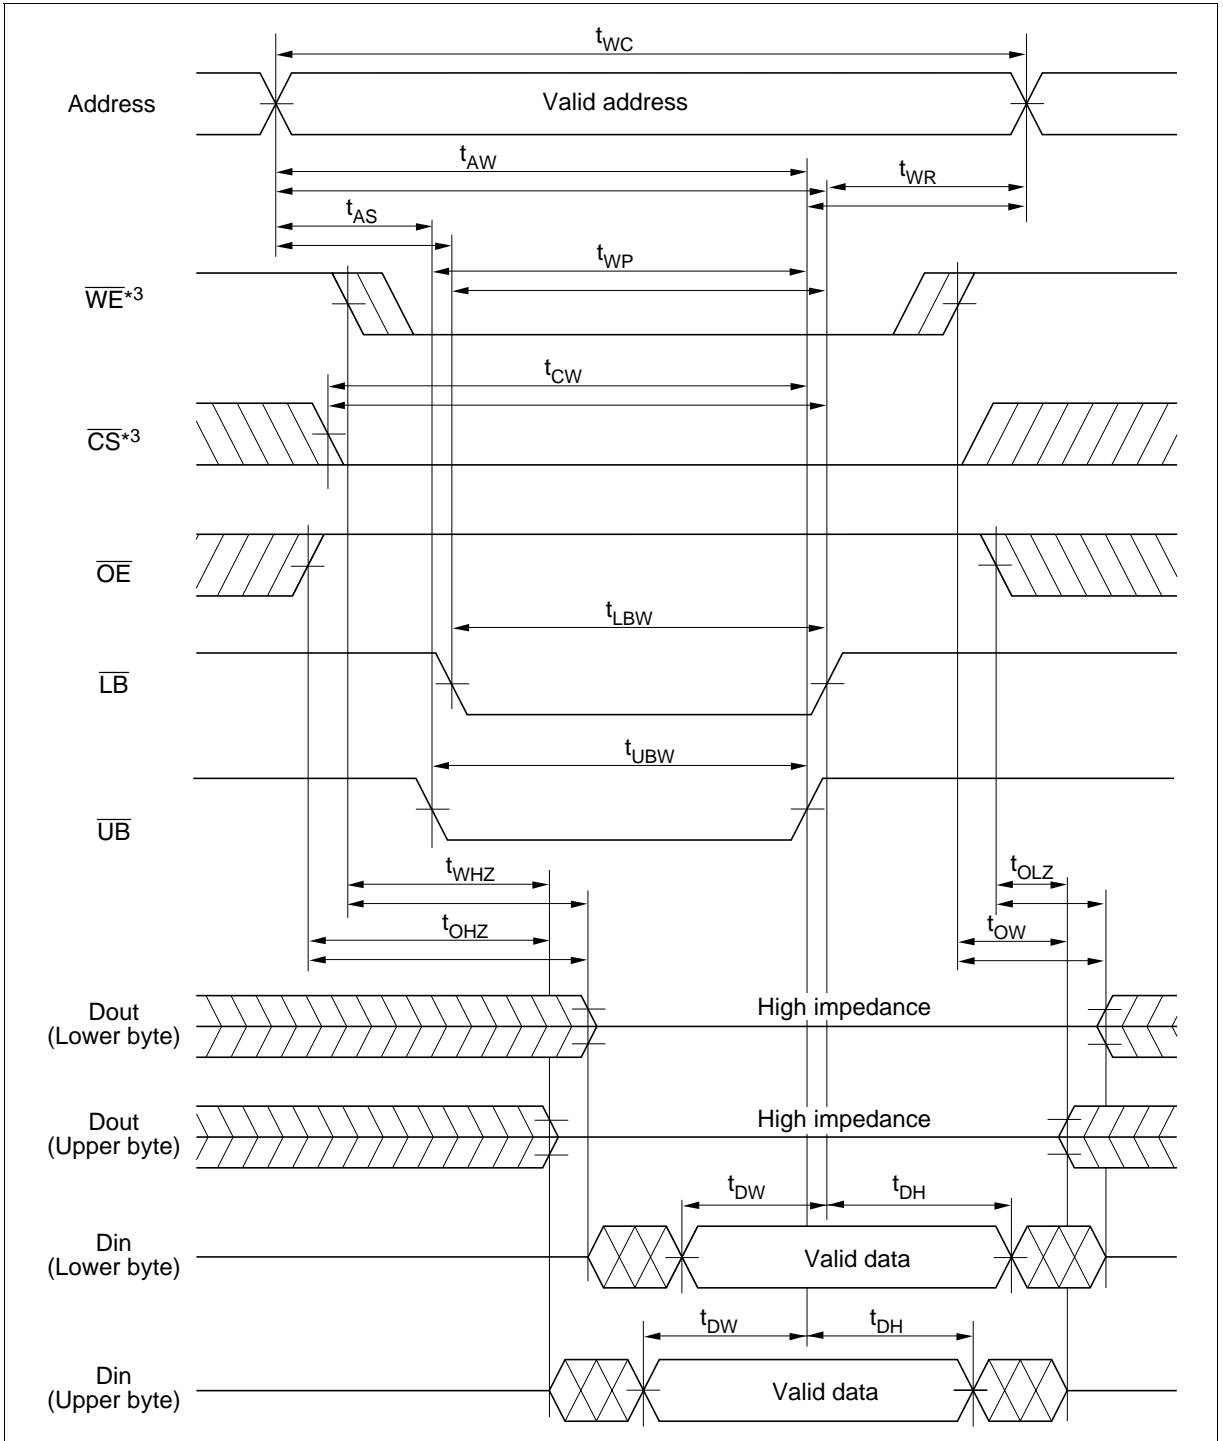 tWC
Address
Valid address
tAW
tWR
tAS
tWP
WE*3
tCW
CS*3
OE
tLBW
LB
tUBW
UB
tWHZ
tOLZ
tOHZ
tOW
Dout
(Lower byte)
High impedance
Dout
(Upper byte)
High impedance
tDW
tDH
Din
(Lower byte)
Valid data
tDW
tDH
Din
(Upper byte)
Valid data